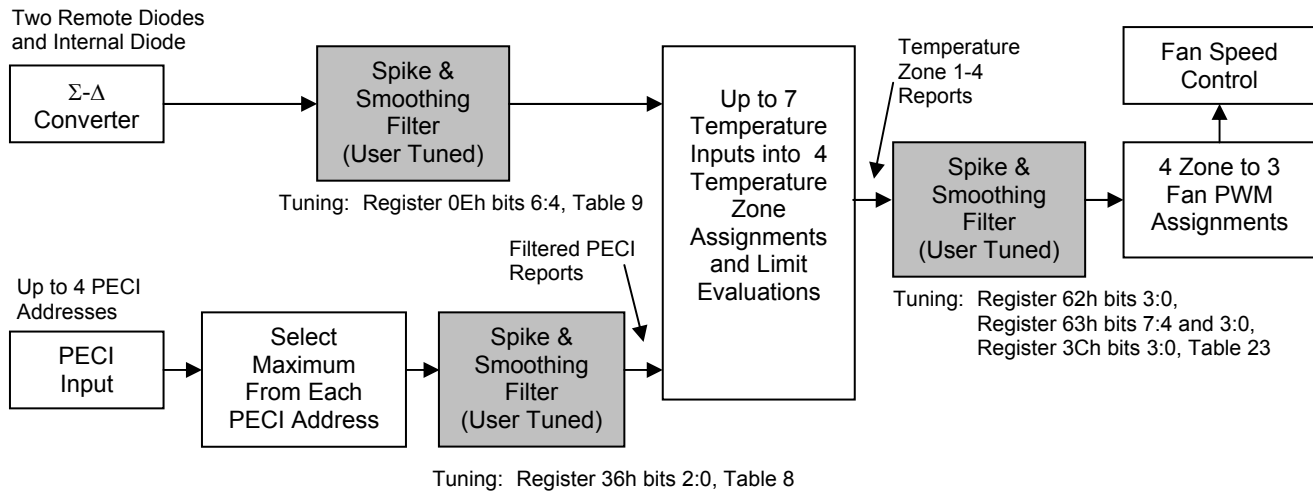 Two Remote Diodes
and Internal Diode
Σ-Δ
Converter
Spike &
Smoothing
Filter
(User Tuned)
Tuning: Register 0Eh bits 6:4, Table 9
Up to 4 PECI
Addresses
PECI
Input
Select
Maximum
From Each
PECI Address
Spike &
Smoothing
Filter
(User Tuned)
Tuning: Register 36h bits 2:0, Table 8
Filtered PECI
Reports
Up to 7
Temperature
Inputs into 4
Temperature
Zone
Assignments
and Limit
Evaluations
Temperature
Zone 1-4
Reports
Spike &
Smoothing
Filter
(User Tuned)
Tuning: Register 62h bits 3:0,
Register 63h bits 7:4 and 3:0,
Register 3Ch bits 3:0, Table 23
4 Zone to 3
Fan PWM
Assignments
Fan Speed
Control